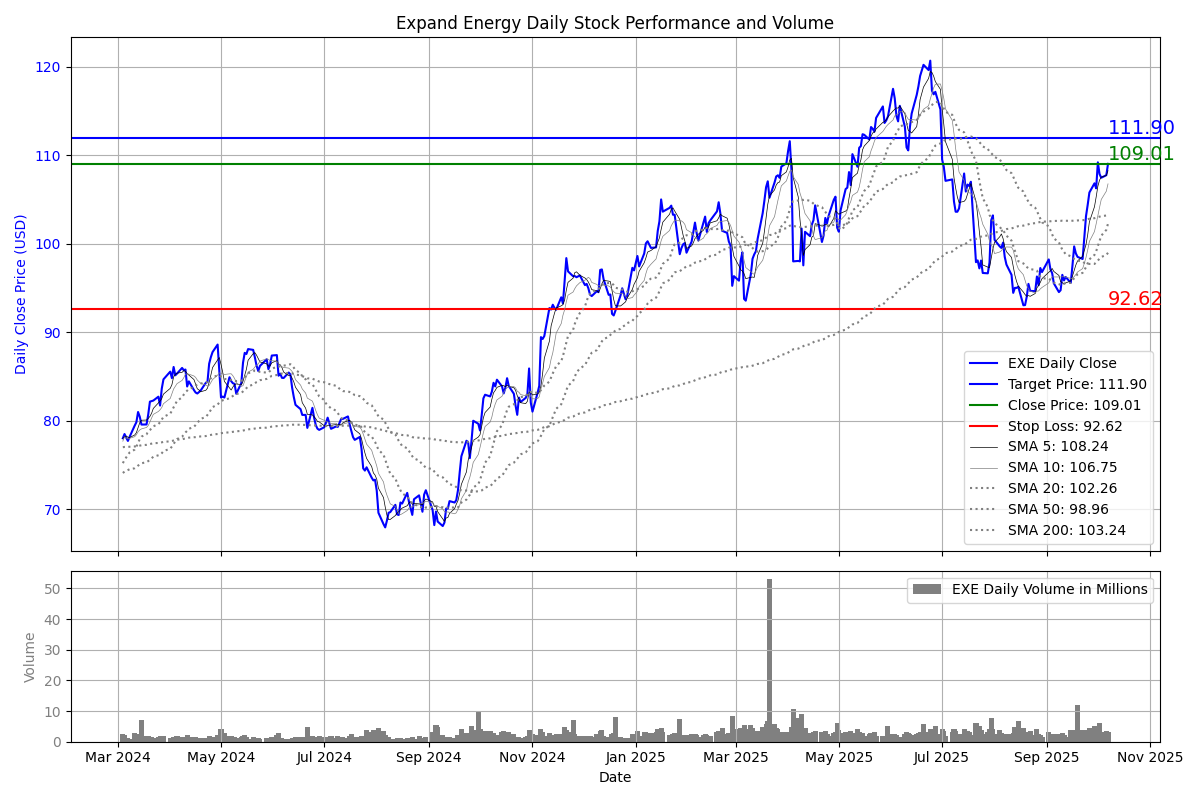 Expand Energy Daily Stock Performance and Volume
Daily Close Price (USD)
120
110
100
90
80
70
111.90
109.01
92.62
EXE Daily Close
Target Price: 111.90
Close Price: 109.01
Stop Loss: 92.62
SMA 5: 108.24
SMA 10: 106.75
SMA 20: 102.26
SMA 50: 98.96
SMA 200: 103.24
Volume
50
40
30
20
10
0
EXE Daily Volume in Millions
Mar 2024 May 2024 Jul 2024 Sep 2024 Nov 2024 Jan 2025 Mar 2025 May 2025 Jul 2025 Sep 2025 Nov 2025
Date